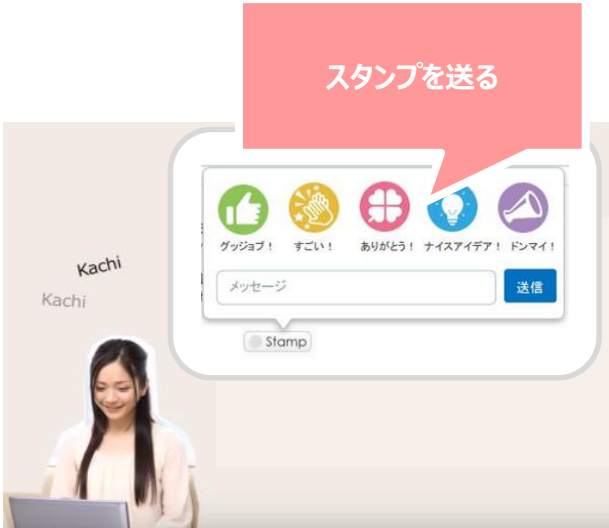 スタンプを送る
グッジョブ！ すごい！ ありがとう！ ナイスアイデア！ ドンマイ！
メッセージ 送信
Stamp
Kachi
Kachi